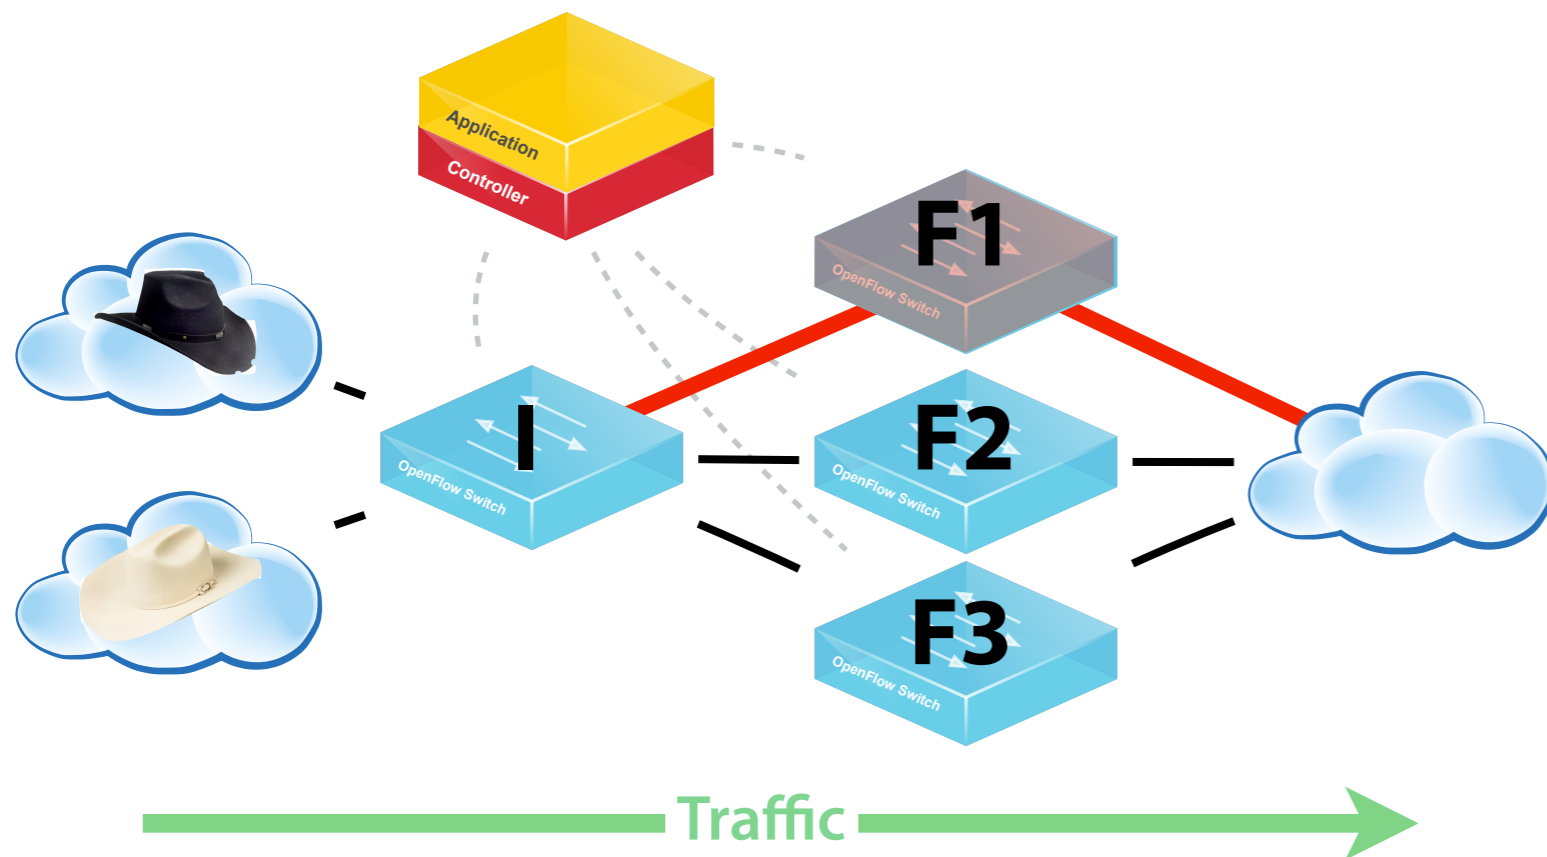 Application
Controller
F1
OpenFlow Switch
I
OpenFlow Switch
F2
OpenFlow Switch
F3
OpenFlow Switch
Traffic